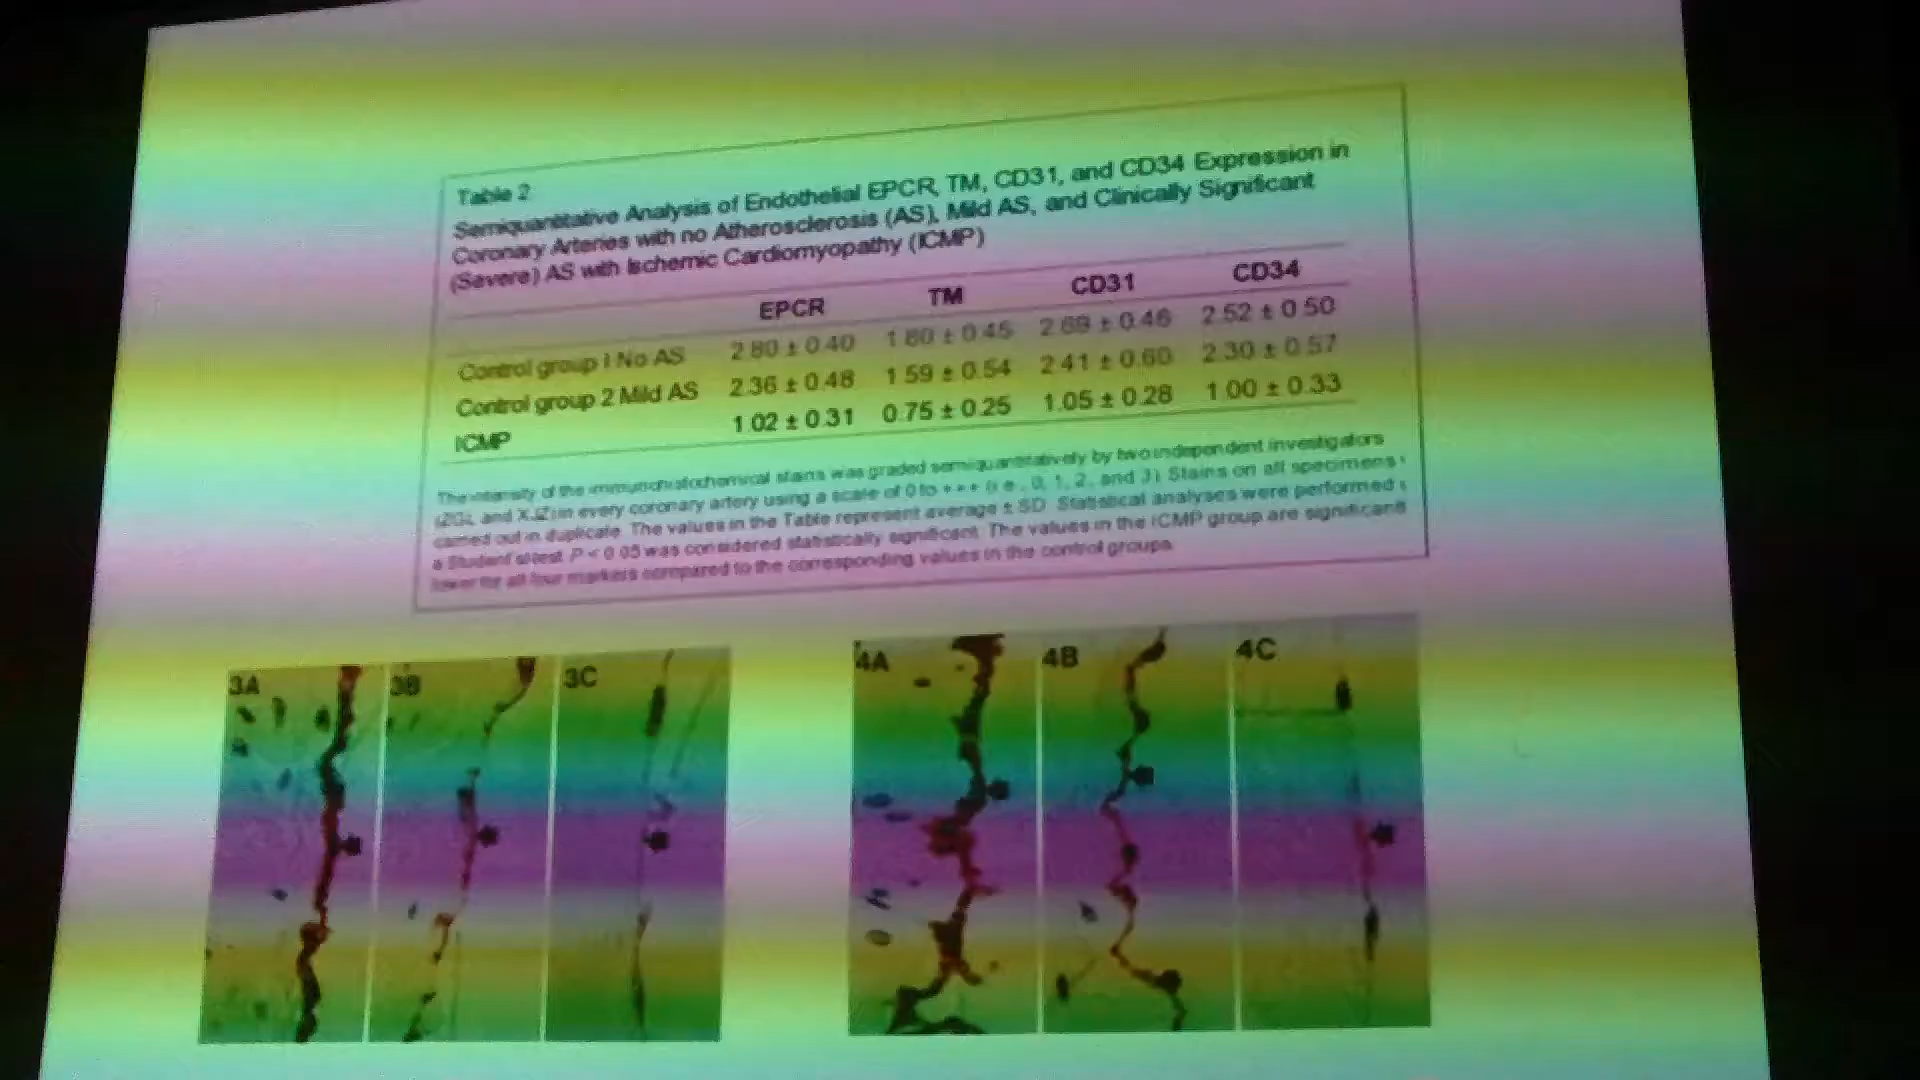 Table 2
Semiquantitative Analysis of Endothelial EPCR, TM, CD31, and CD34 Expression in
Coronary Arteries with no Atherosclerosis (AS), Mild AS, and Clinically Significant
(Severe) AS with Ischemic Cardiomyopathy (ICMP)
EPCR TM CD31 CD34
Control group 1 No AS 2.80 ± 0.40 1.80 ± 0.45 2.69 ± 0.46 2.52 ± 0.50
Control group 2 Mild AS 2.36 ± 0.48 1.59 ± 0.54 2.41 ± 0.60 2.30 ± 0.57
ICMP 1.02 ± 0.31 0.75 ± 0.25 1.05 ± 0.28 1.00 ± 0.33
The intensity of the immunohistochemical stains was graded semiquantitatively by two independent investigators
and in every coronary artery using a scale of 0 to +++ (i.e., 0, 1, 2, and 3). Stains on all specimens
carried out in duplicate. The values in the Table represent average ± SD. Statistical analyses were performed
a Student's t-test. P < 0.05 was considered statistically significant. The values in the ICMP group are
lower for all four markers compared to the corresponding values in the control groups.
3A 3B 3C 4A 4B 4C